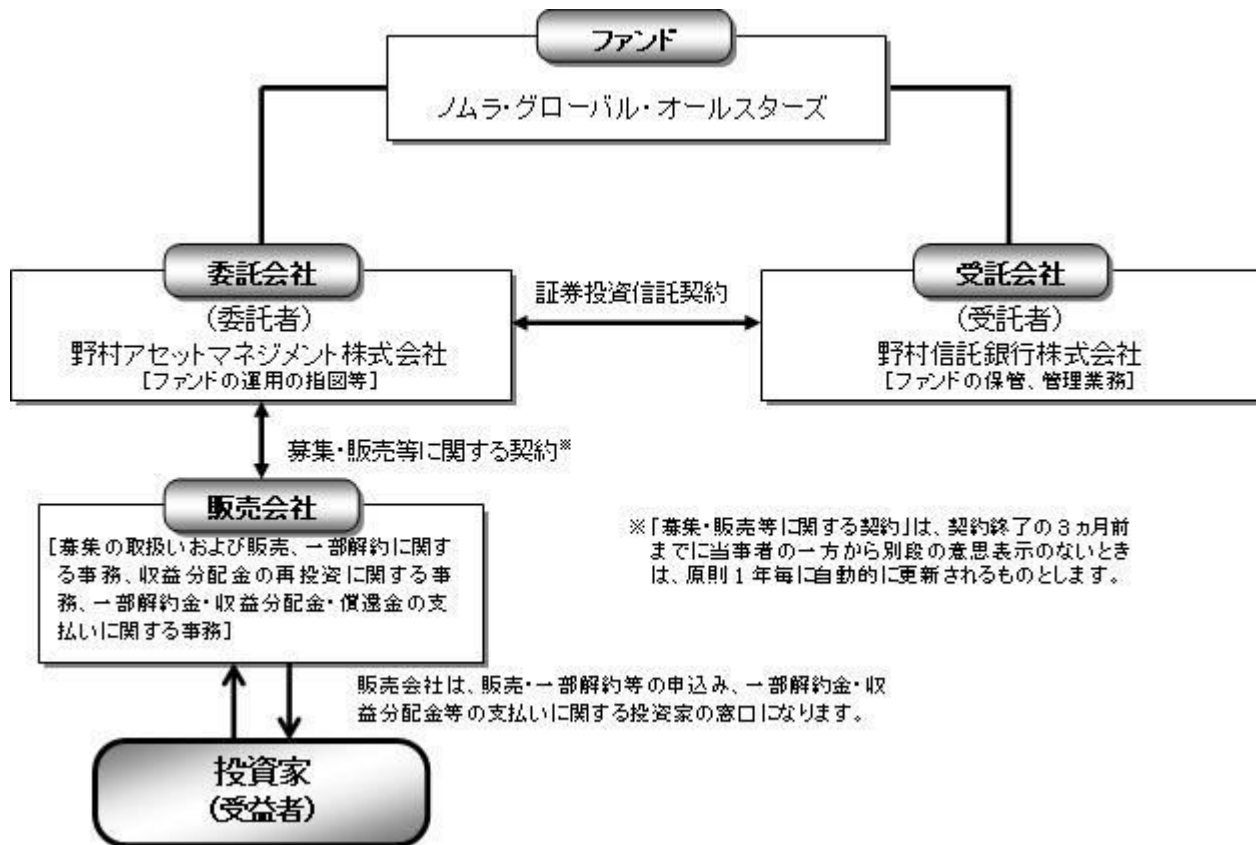 ファンド
ノムラ・グローバル・オールスターズ
委託会社
(委託者)
野村アセットマネジメント株式会社
[ファンドの運用の指図等]
証券投資信託契約
受託会社
(受託者)
野村信託銀行株式会社
[ファンドの保管、管理業務]
募集・販売等に関する契約※
販売会社
[募集の取扱いおよび販売、一部解約に関す
る事務、収益分配金の再投資に関する事
務、一部解約金・収益分配金・償還金の支
払いに関する事務]
※「募集・販売等に関する契約」は、契約終了の3ヵ月前
までに当事者の一方から別段の意思表示のないとき
は、原則1年毎に自動的に更新されるものとします。
販売会社は、販売・一部解約等の申込み、一部解約金・収
益分配金等の支払いに関する投資家の窓口になります。
投資家
(受益者)